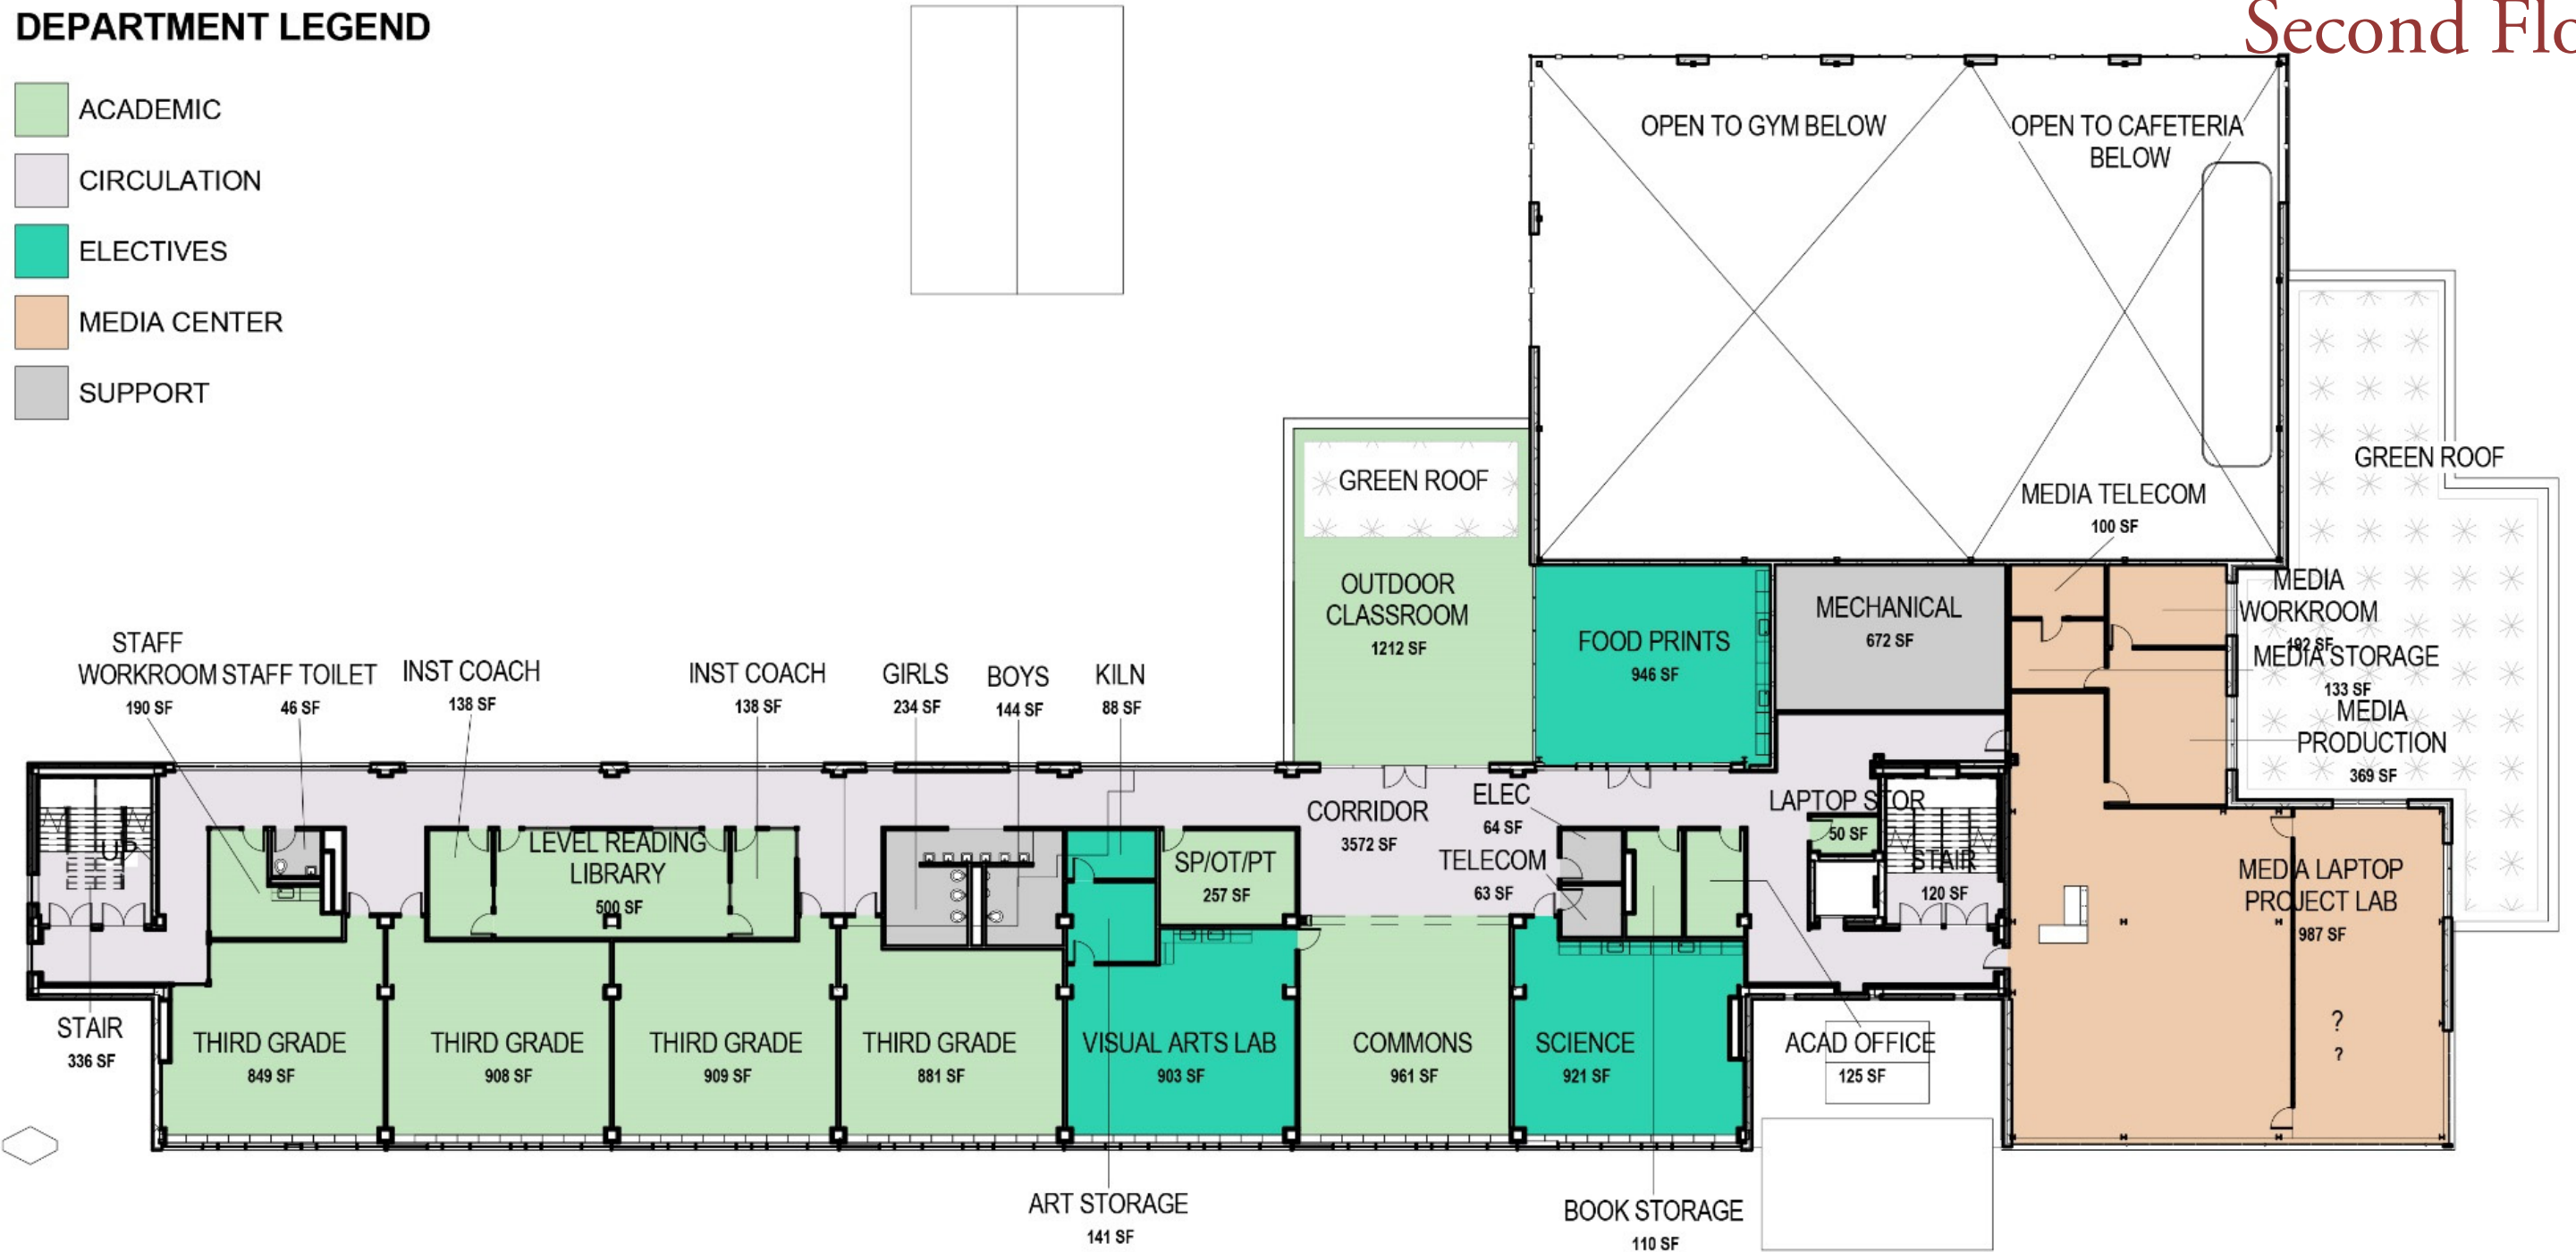 DEPARTMENT LEGEND
ACADEMIC
CIRCULATION
ELECTIVES
MEDIA CENTER
SUPPORT
Second Flo
OPEN TO GYM BELOW
OPEN TO CAFETERIA
BELOW
GREEN ROOF
GREEN ROOF
MEDIA TELECOM
100 SF
OUTDOOR
CLASSROOM
1212 SF
FOOD PRINTS
946 SF
MECHANICAL
672 SF
MEDIA
WORKROOM
192 SF
MEDIA STORAGE
133 SF
MEDIA
PRODUCTION
369 SF
STAFF
WORKROOM
190 SF
STAFF TOILET
46 SF
INST COACH
138 SF
INST COACH
138 SF
GIRLS
234 SF
BOYS
144 SF
KILN
88 SF
UP
LEVEL READING
LIBRARY
500 SF
SP/OT/PT
257 SF
CORRIDOR
3572 SF
ELEC
64 SF
TELECOM
63 SF
LAPTOP STOR
50 SF
STAIR
120 SF
MEDIA LAPTOP
PROJECT LAB
987 SF
?
?
STAIR
336 SF
THIRD GRADE
849 SF
THIRD GRADE
908 SF
THIRD GRADE
909 SF
THIRD GRADE
881 SF
VISUAL ARTS LAB
903 SF
COMMONS
961 SF
SCIENCE
921 SF
ACAD OFFICE
125 SF
ART STORAGE
141 SF
BOOK STORAGE
110 SF